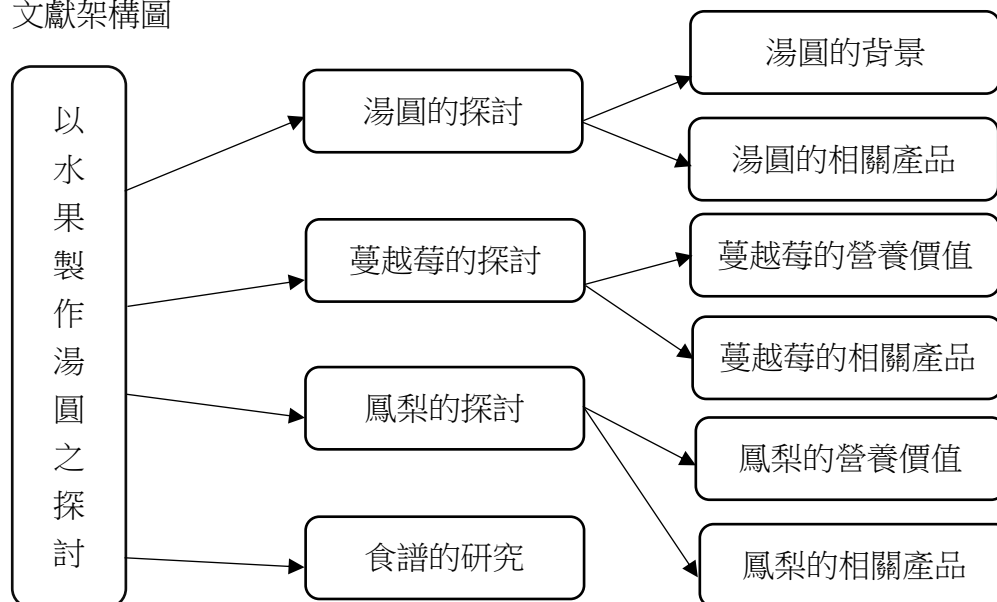 文獻架構圖
以水果製作湯圓之探討
湯圓的探討
湯圓的背景
湯圓的相關產品
蔓越莓的探討
蔓越莓的營養價值
蔓越莓的相關產品
鳳梨的探討
鳳梨的營養價值
鳳梨的相關產品
食譜的研究